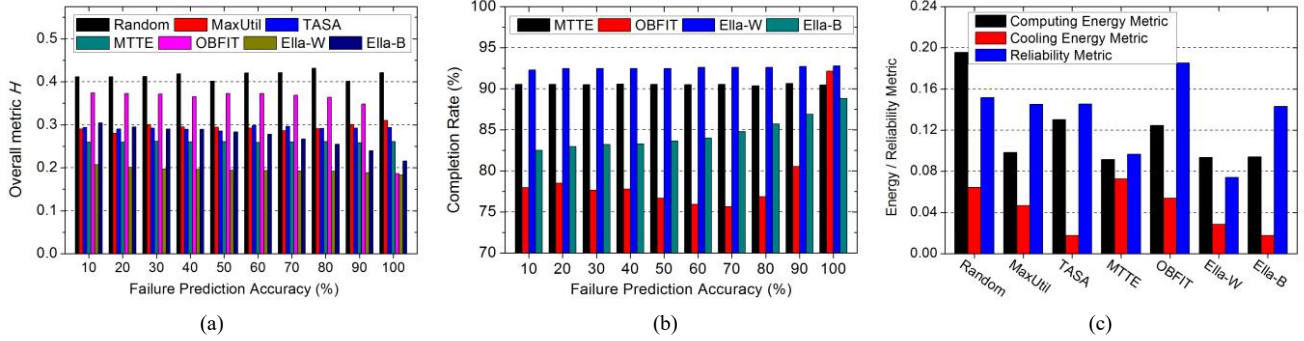 Overall metric H
0.6
0.5
0.4
0.3
0.2
0.1
0.0
Random MaxUtil TASA
MTTE OBFIT Ella-W Ella-B
10 20 30 40 50 60 70 80 90 100
Failure Prediction Accuracy (%)
(a)
Completion Rate (%)
100
95
90
85
80
75
70
MTTE OBFIT Ella-W Ella-B
10 20 30 40 50 60 70 80 90 100
Failure Prediction Accuracy (%)
(b)
Energy / Reliability Metric
0.24
0.20
0.16
0.12
0.08
0.04
0.00
Computing Energy Metric
Cooling Energy Metric
Reliability Metric
Random MaxUtil TASA MTTE OBFIT Ella-W Ella-B
(c)